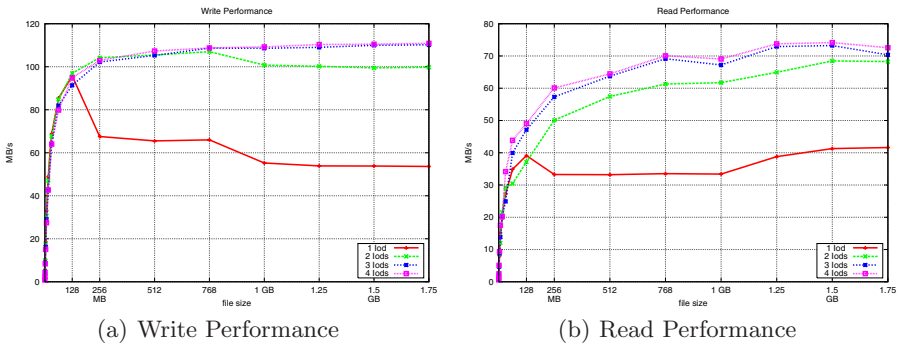 Write Performance
120
100
80
60
40
20
0
MB/s
128 256 512 768 1 GB 1.25 1.5 1.75
MB GB
file size
1 lod
2 lods
3 lods
4 lods
(a) Write Performance
Read Performance
80
70
60
50
40
30
20
10
0
MB/s
128 256 512 768 1 GB 1.25 1.5 1.75
MB GB
file size
1 lod
2 lods
3 lods
4 lods
(b) Read Performance